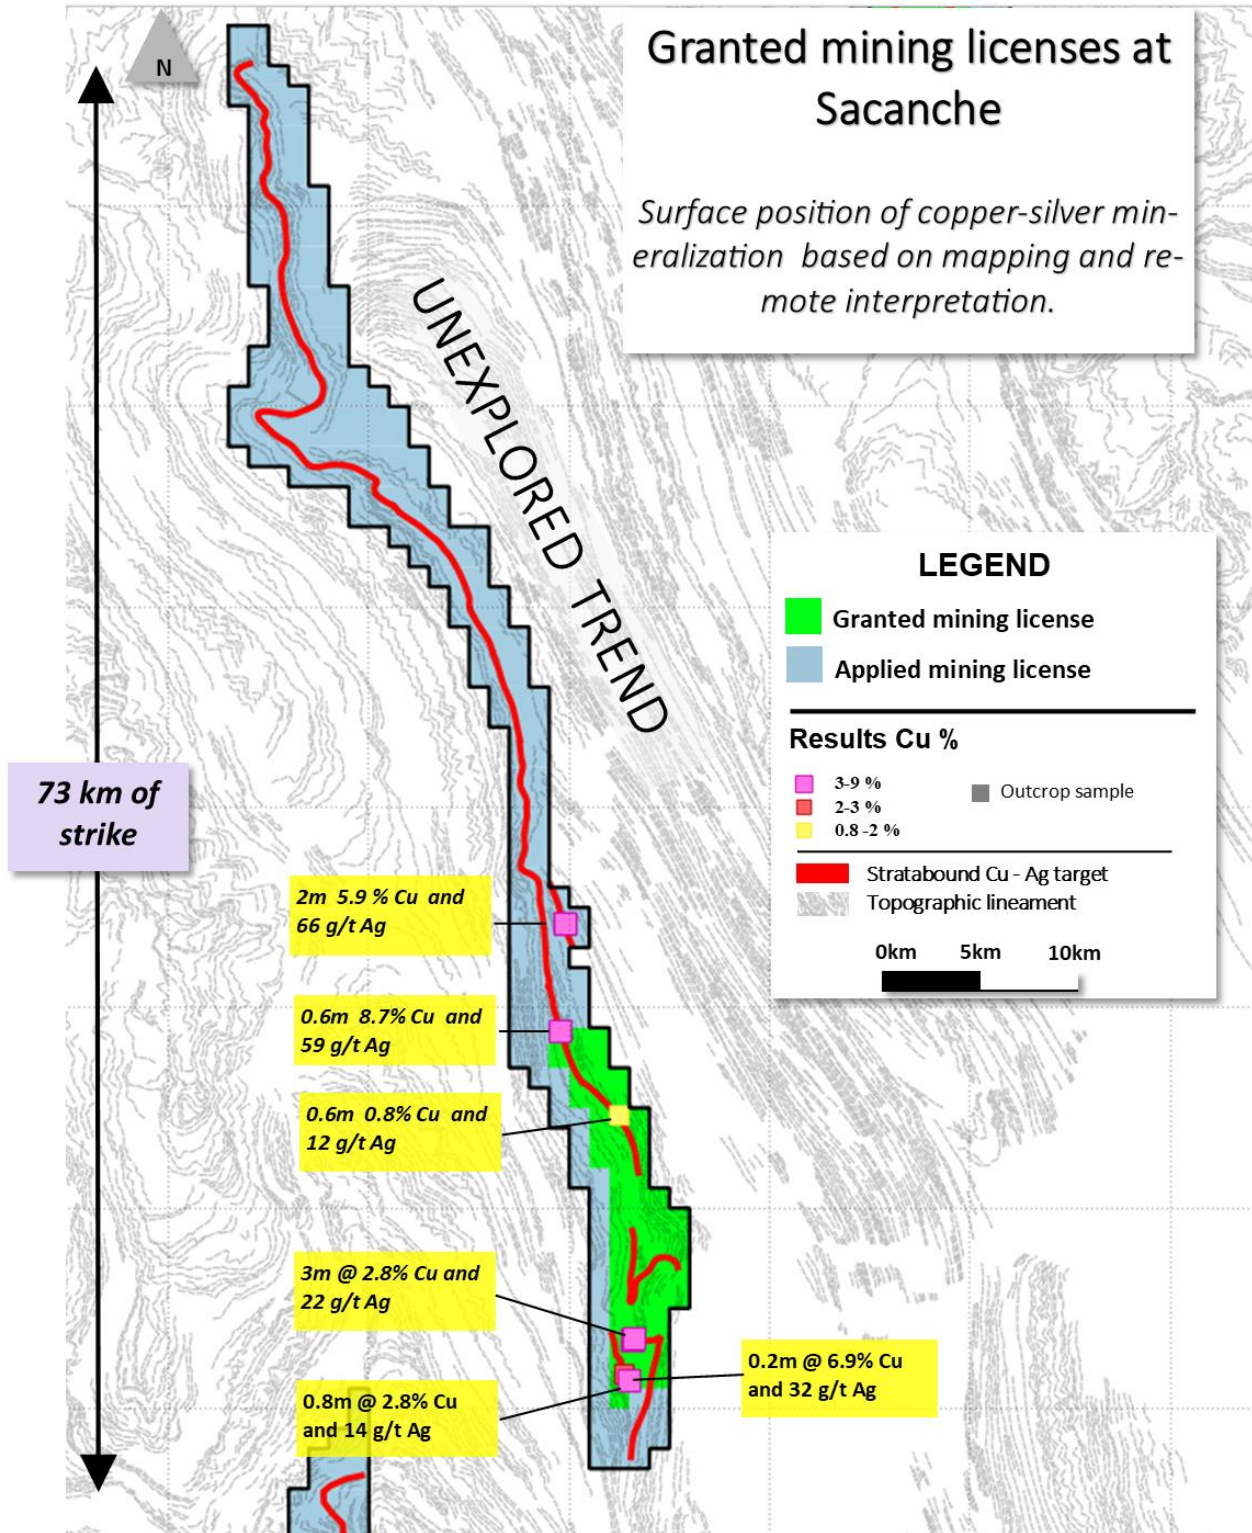 Granted mining licenses at
Sacanche
Surface position of copper-silver min-
eralization based on mapping and re-
mote interpretation.
N
UNEXPLORED TREND
LEGEND
Granted mining license
Applied mining license
Results Cu %
3-9 %
2-3 %
0.8 -2 %
Outcrop sample
Stratabound Cu - Ag target
Topographic lineament
0km 5km 10km
73 km of
strike
2m 5.9 % Cu and
66 g/t Ag
0.6m 8.7% Cu and
59 g/t Ag
0.6m 0.8% Cu and
12 g/t Ag
3m @ 2.8% Cu and
22 g/t Ag
0.2m @ 6.9% Cu
and 32 g/t Ag
0.8m @ 2.8% Cu
and 14 g/t Ag